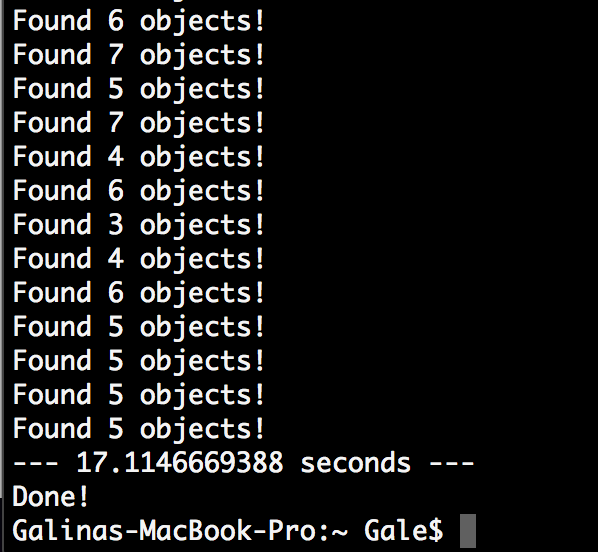 Found 6 objects!
Found 7 objects!
Found 5 objects!
Found 7 objects!
Found 4 objects!
Found 6 objects!
Found 3 objects!
Found 4 objects!
Found 6 objects!
Found 5 objects!
Found 5 objects!
Found 5 objects!
Found 5 objects!
--- 17.1146669388 seconds ---
Done!
Galinas-MacBook-Pro:~ Gale$